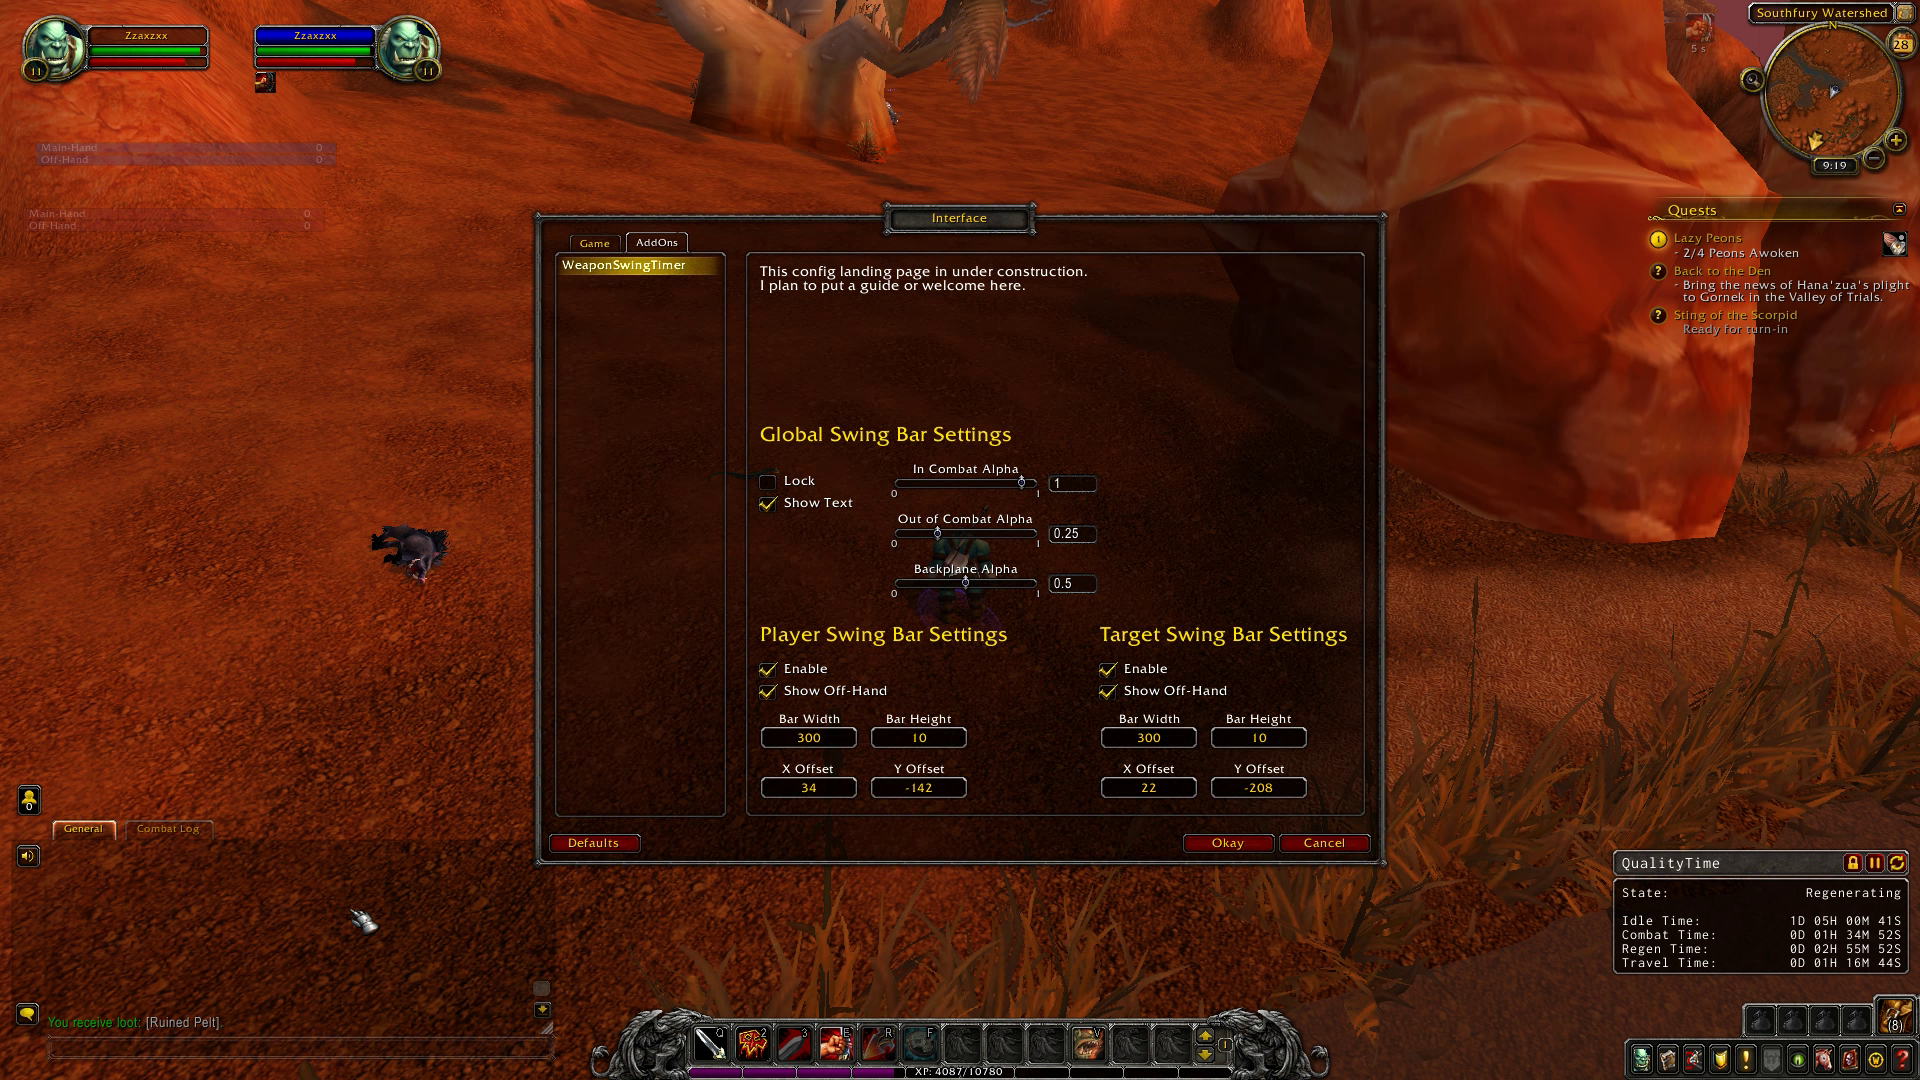 Zzaxzxx
11
Zzaxzxx
11
5 s
Southfury Watershed
N
28
9:19
Main-Hand 0
Off-Hand 0
Main-Hand 0
Off-Hand 0
Quests
1 Lazy Peons
- 2/4 Peons Awoken
? Back to the Den
- Bring the news of Hana'zua's plight
to Gornek in the Valley of Trials.
? Sting of the Scorpid
Ready for turn-in
Interface
Game AddOns
WeaponSwingTimer
This config landing page in under construction.
I plan to put a guide or welcome here.
Global Swing Bar Settings
Lock
Show Text
In Combat Alpha
0 1
1
Out of Combat Alpha
0 1
0.25
Backplane Alpha
0 1
0.5
Player Swing Bar Settings
Enable
Show Off-Hand
Bar Width Bar Height
300 10
X Offset Y Offset
34 -142
Target Swing Bar Settings
Enable
Show Off-Hand
Bar Width Bar Height
300 10
X Offset Y Offset
22 -208
Defaults Okay Cancel
0
General Combat Log
You receive loot: [Ruined Pelt].
QualityTime
State: Regenerating
Idle Time: 1D 05H 00M 41S
Combat Time: 0D 01H 34M 52S
Regen Time: 0D 02H 55M 52S
Travel Time: 0D 01H 16M 44S
Q 2 3 E R F V
1
(8)
XP: 4087/10780
W ?